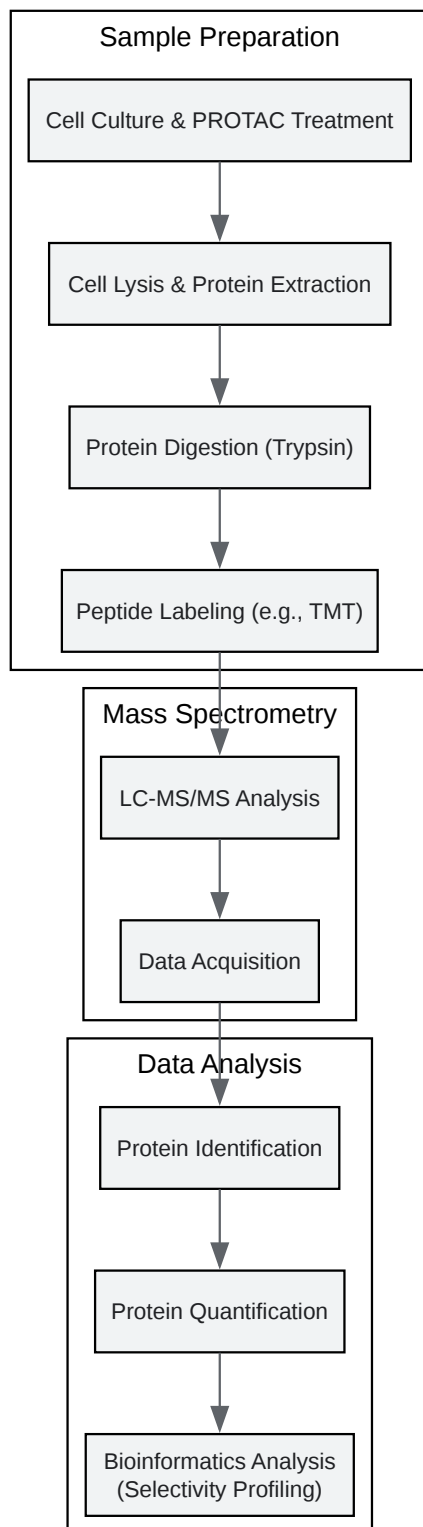 Sample Preparation
Cell Culture & PROTAC Treatment
Cell Lysis & Protein Extraction
Protein Digestion (Trypsin)
Peptide Labeling (e.g., TMT)
Mass Spectrometry
LC-MS/MS Analysis
Data Acquisition
Data Analysis
Protein Identification
Protein Quantification
Bioinformatics Analysis
(Selectivity Profiling)